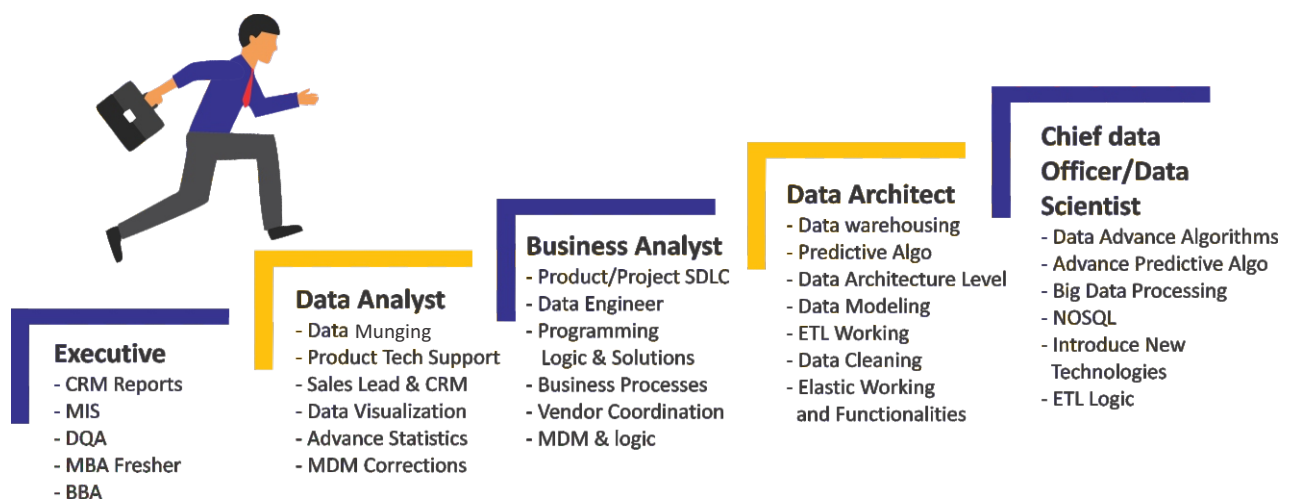 Executive
- CRM Reports
- MIS
- DQA
- MBA Fresher
- BBA
Data Analyst
- Data Munging
- Product Tech Support
- Sales Lead & CRM
- Data Visualization
- Advance Statistics
- MDM Corrections
Business Analyst
- Product/Project SDLC
- Data Engineer
- Programming
Logic & Solutions
- Business Processes
- Vendor Coordination
- MDM & logic
Data Architect
- Data warehousing
- Predictive Algo
- Data Architecture Level
- Data Modeling
- ETL Working
- Data Cleaning
- Elastic Working
and Functionalities
Chief data
Officer/Data
Scientist
- Data Advance Algorithms
- Advance Predictive Algo
- Big Data Processing
- NOSQL
- Introduce New
Technologies
- ETL Logic